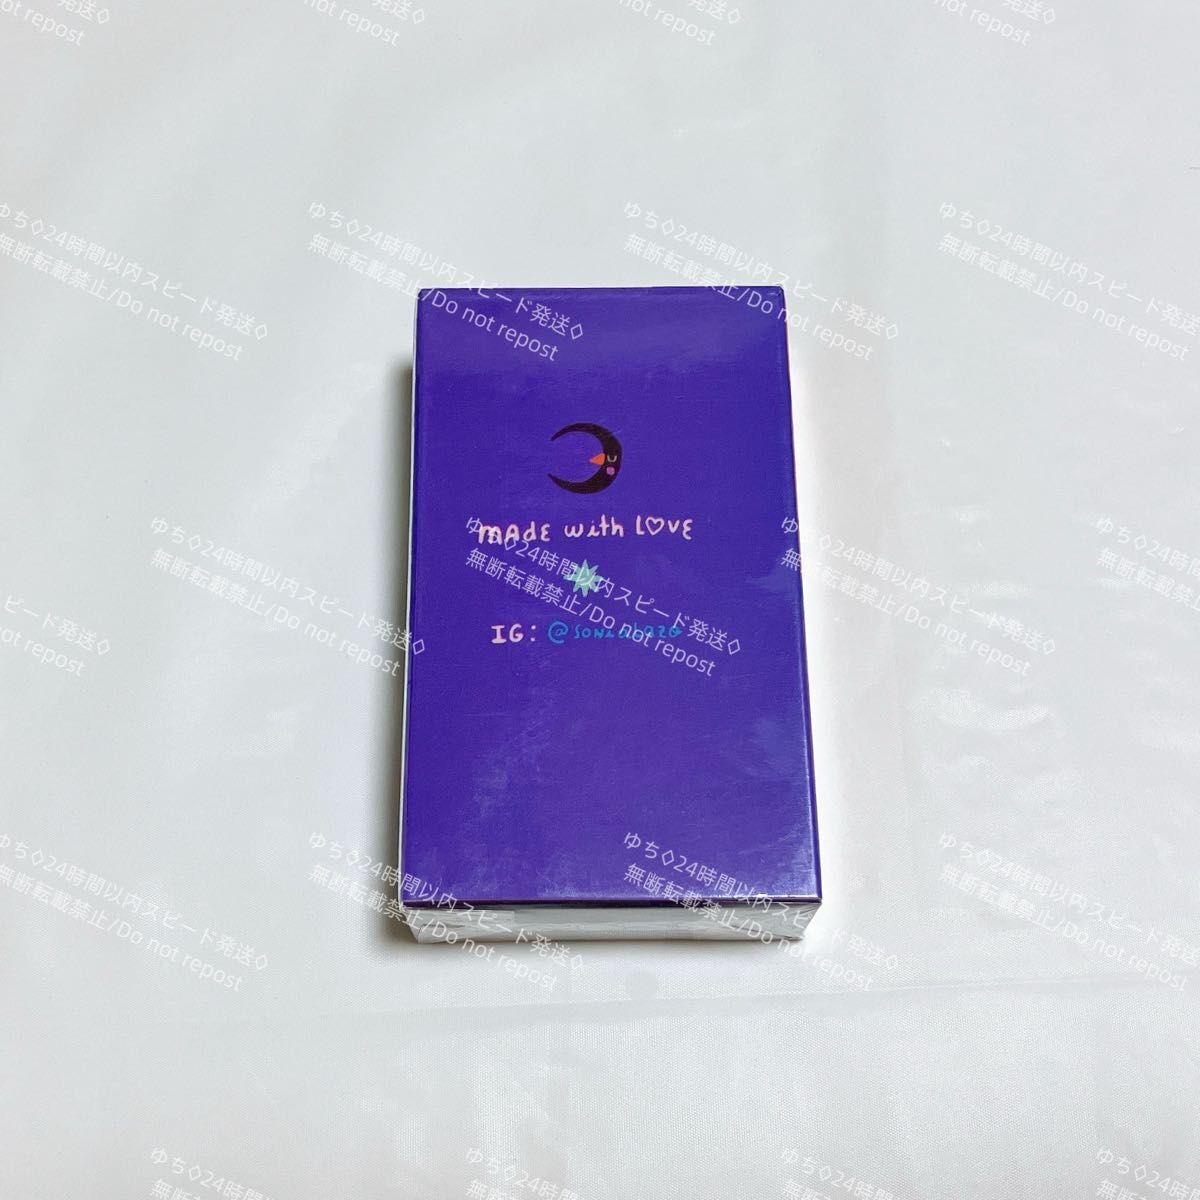 made with LOVE
IG: @sonialazo
ゆち◇24時間以内スピード発送◇
無断転載禁止/Do not repost